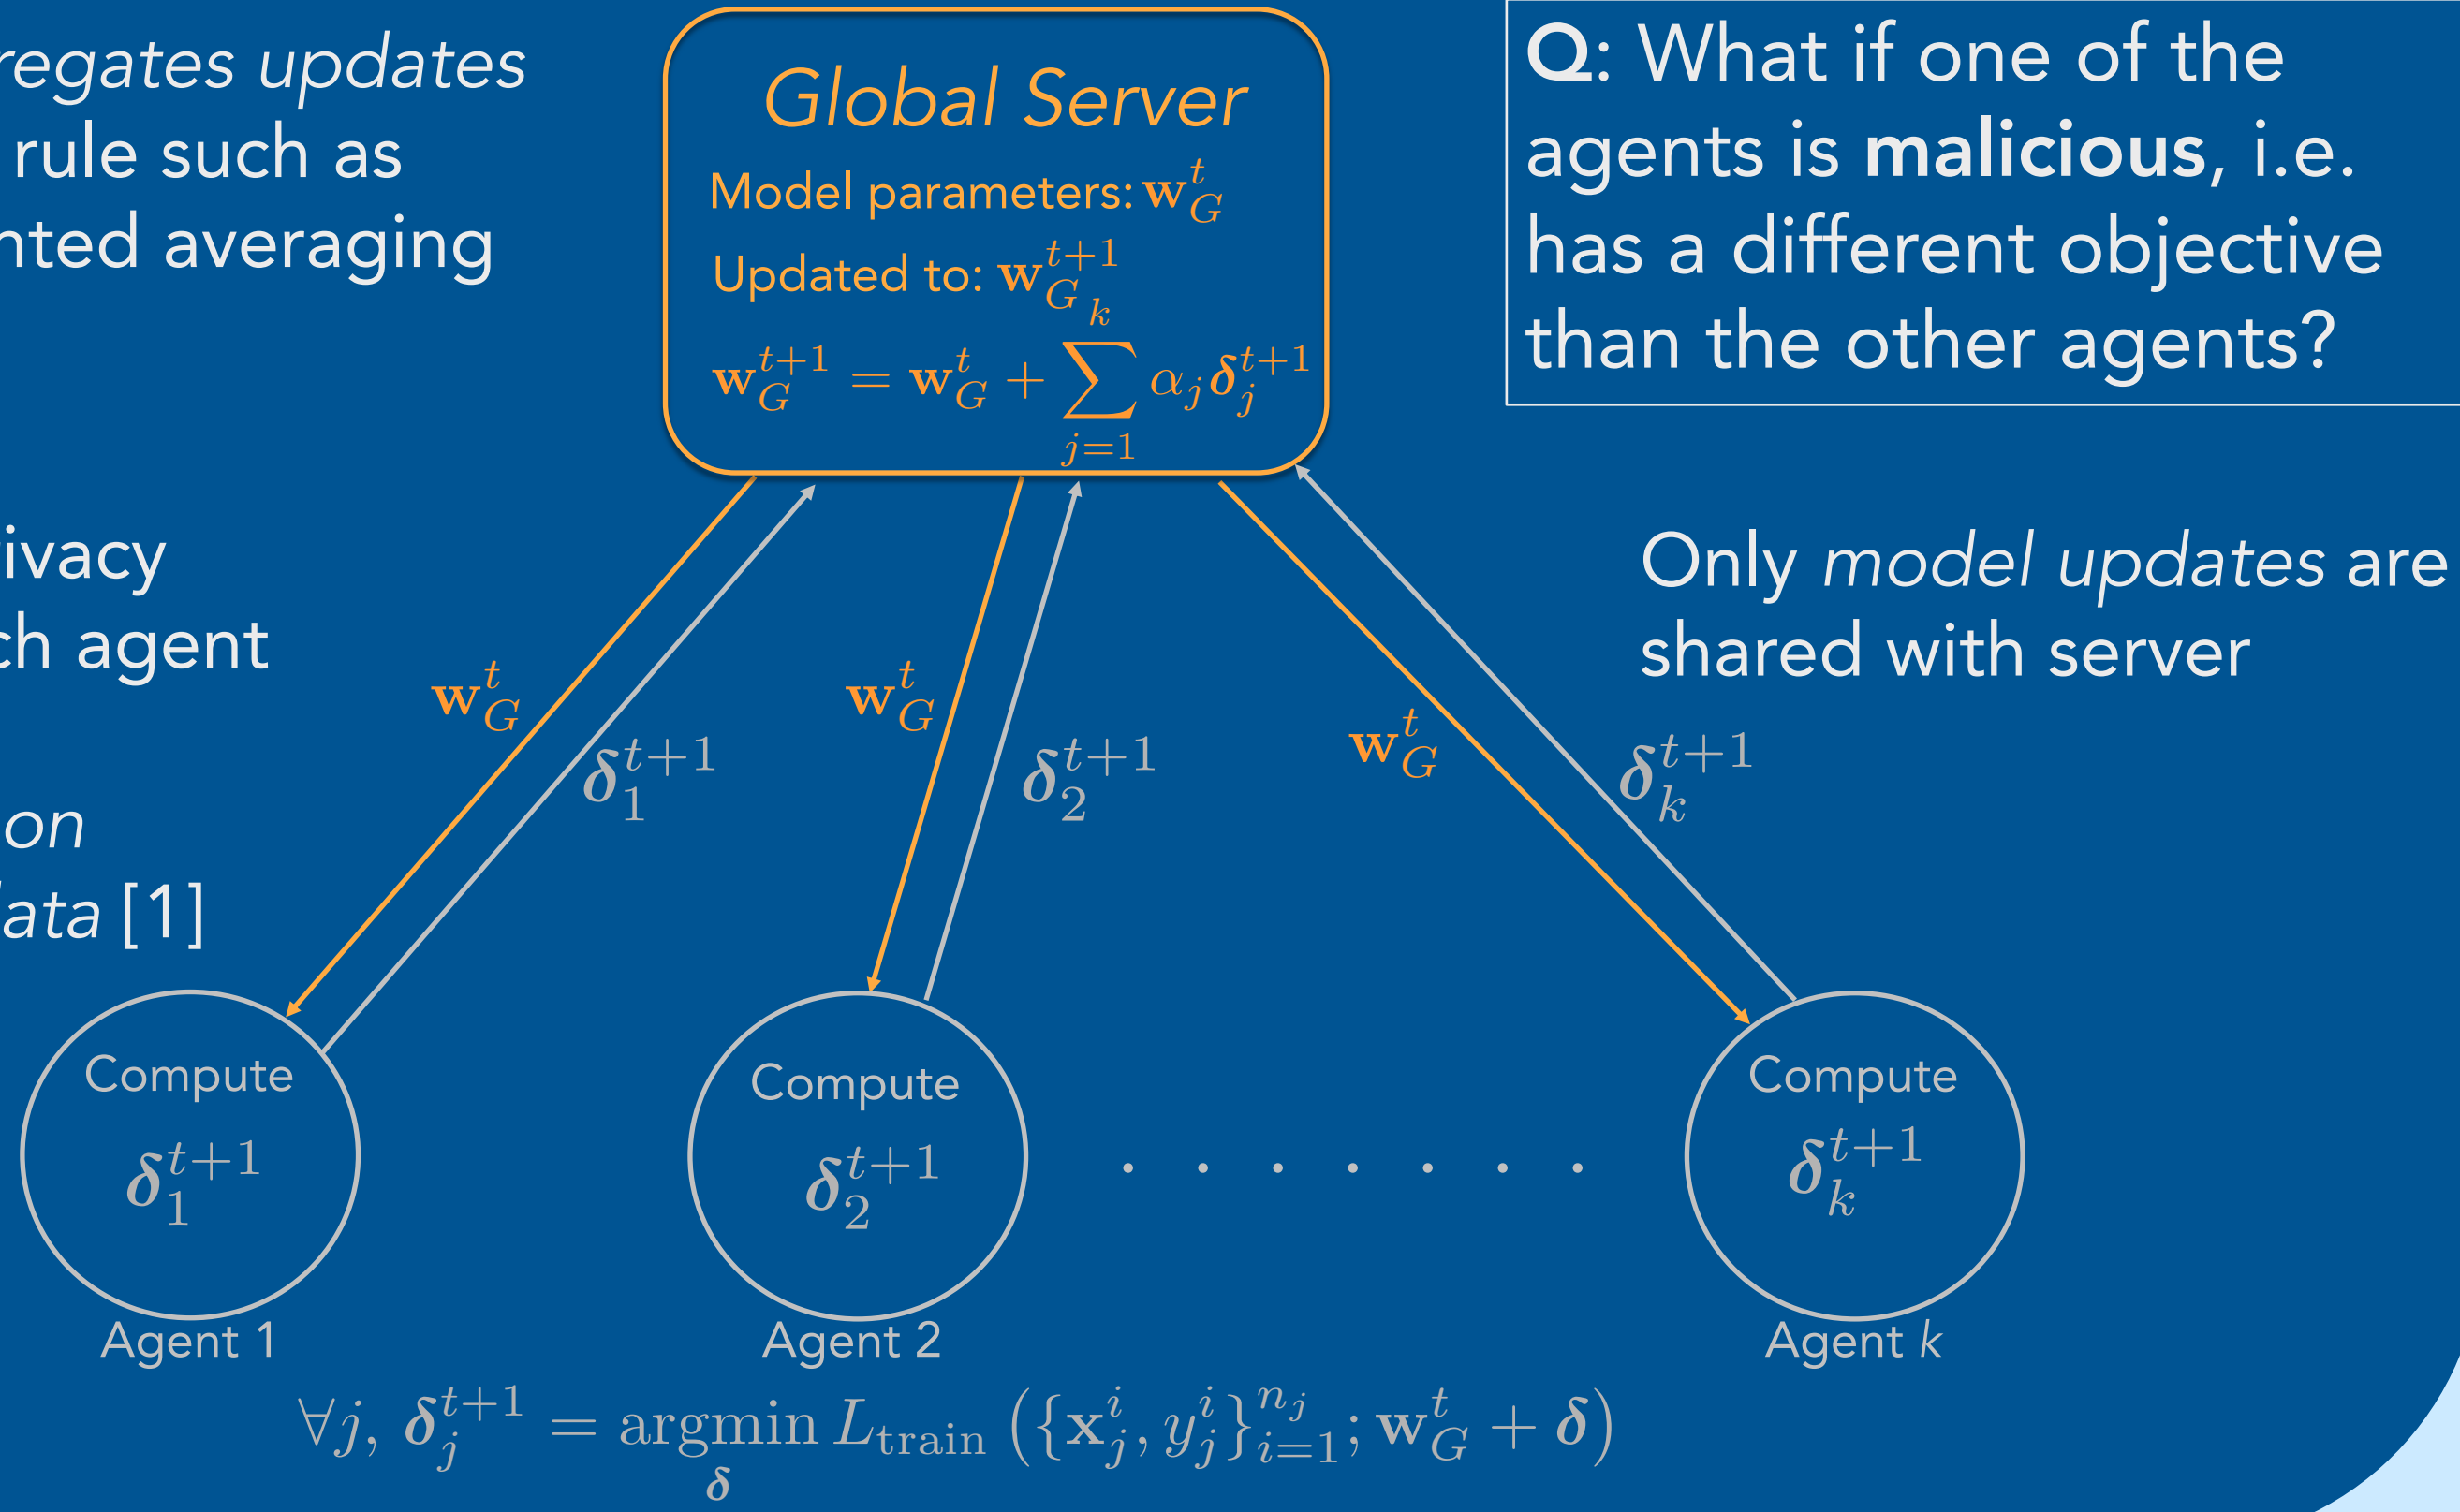 regates updates
rule such as
nted averaging
ivacy
ch agent
on
ata [1]
Global Server
Model parameters: 𝐰_G^t
Updated to: 𝐰_G^{t+1}
𝐰_G^{t+1} = 𝐰_G^t + ∑_{j=1}^{k} α_j 𝜹_j^{t+1}
Q: What if one of the
agents is malicious, i.e.
has a different objective
than the other agents?
Only model updates are
shared with server
𝐰_G^t
𝜹_1^{t+1}
𝐰_G^t
𝜹_2^{t+1}
𝐰_G^t
𝜹_k^{t+1}
Compute
𝜹_1^{t+1}
Agent 1
Compute
𝜹_2^{t+1}
Agent 2
. . . . . . .
Compute
𝜹_k^{t+1}
Agent k
∀j, 𝜹_j^{t+1} = argmin_𝜹 L_train ({𝐱_j^i, y_j^i}_{i=1}^{n_j}; 𝐰_G^t + 𝜹)